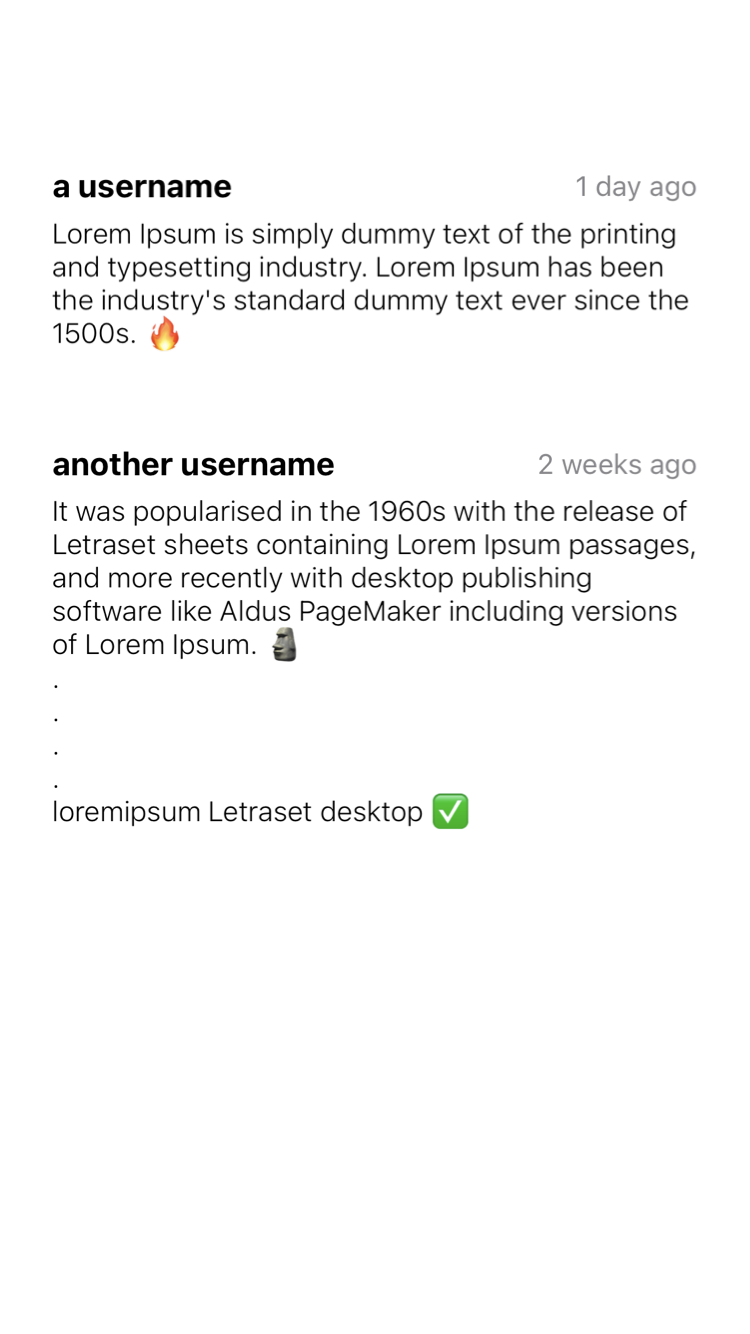 a username 1 day ago
Lorem Ipsum is simply dummy text of the printing
and typesetting industry. Lorem Ipsum has been
the industry's standard dummy text ever since the
1500s. 🔥
another username 2 weeks ago
It was popularised in the 1960s with the release of
Letraset sheets containing Lorem Ipsum passages,
and more recently with desktop publishing
software like Aldus PageMaker including versions
of Lorem Ipsum. 🗿
.
.
.
.
loremipsum Letraset desktop ✅